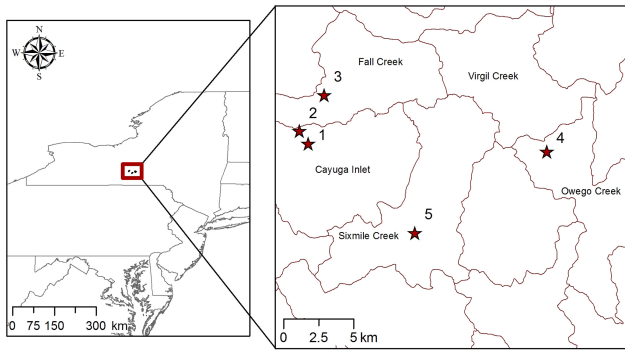 N
W E
S
0 75 150 300 km
Fall Creek
Virgil Creek
3
2
1
4
Cayuga Inlet
Owego Creek
5
Sixmile Creek
0 2.5 5 km